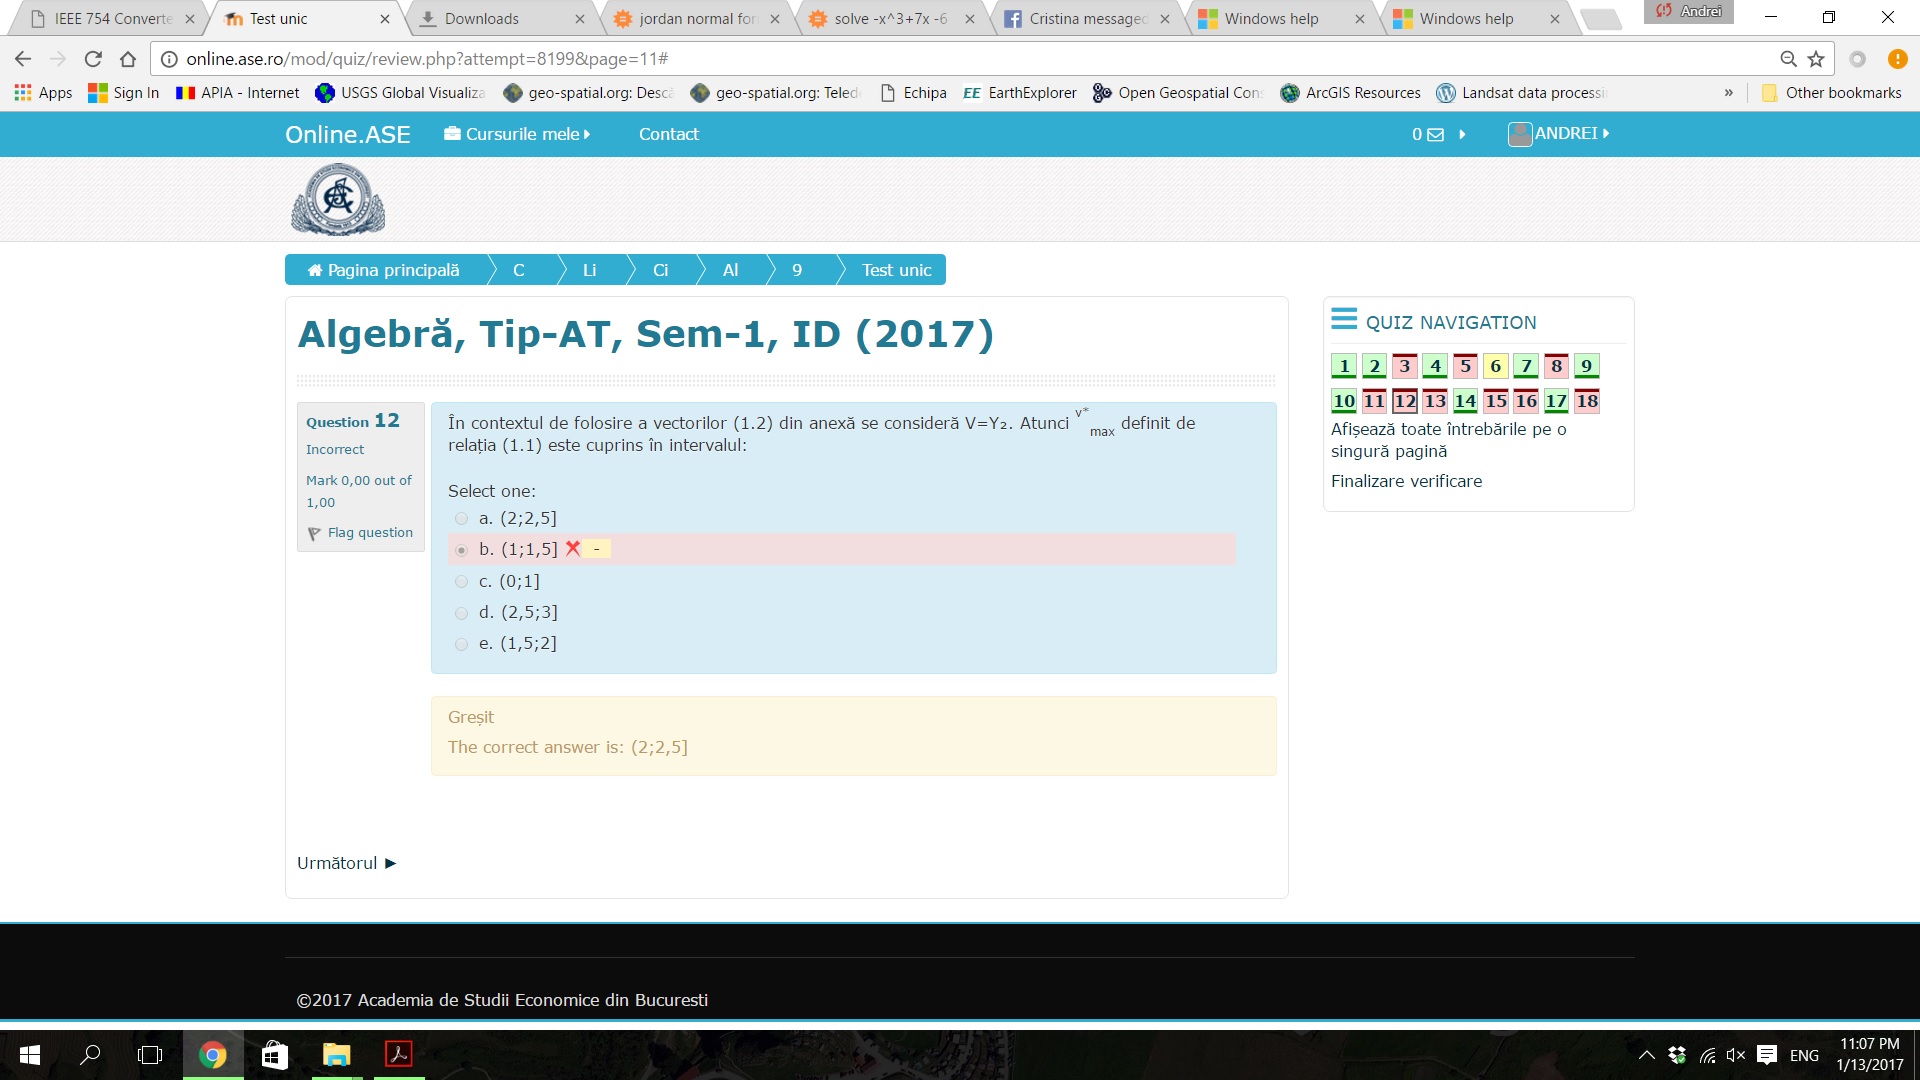 IEEE 754 Converte
Test unic
Downloads
jordan normal for
solve -x^3+7x -6
Cristina messaged
Windows help
Windows help
Andrei
online.ase.ro/mod/quiz/review.php?attempt=8199&page=11#
Apps
Sign In
APIA - Internet
USGS Global Visualiza
geo-spatial.org: Descă
geo-spatial.org: Telede
Echipa
EE EarthExplorer
Open Geospatial Con
ArcGIS Resources
Landsat data processi
»
Other bookmarks
Online.ASE
Cursurile mele
Contact
0
ANDREI
Pagina principală
C
Li
Ci
Al
9
Test unic
Algebră, Tip-AT, Sem-1, ID (2017)
Question 12
Incorrect
Mark 0,00 out of
1,00
Flag question
În contextul de folosire a vectorilor (1.2) din anexă se consideră V=Y₂. Atunci v*max definit de
relația (1.1) este cuprins în intervalul:
Select one:
a. (2;2,5]
b. (1;1,5] -
c. (0;1]
d. (2,5;3]
e. (1,5;2]
Greșit
The correct answer is: (2;2,5]
Următorul ►
QUIZ NAVIGATION
1 2 3 4 5 6 7 8 9
10 11 12 13 14 15 16 17 18
Afișează toate întrebările pe o
singură pagină
Finalizare verificare
©2017 Academia de Studii Economice din Bucuresti
ENG
11:07 PM
1/13/2017